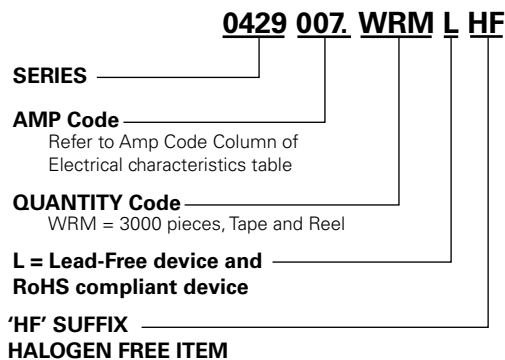 0429 007. WRM L HF
SERIES
AMP Code
Refer to Amp Code Column of
Electrical characteristics table
QUANTITY Code
WRM = 3000 pieces, Tape and Reel
L = Lead-Free device and
RoHS compliant device
‘HF’ SUFFIX
HALOGEN FREE ITEM